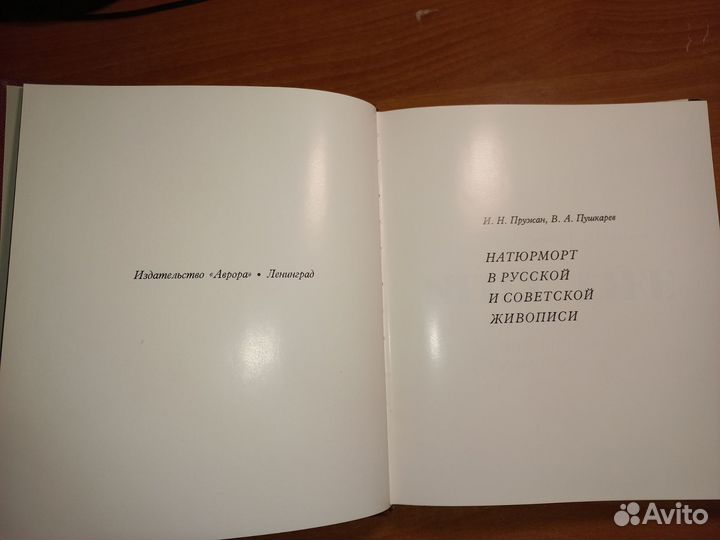 Издательство «Аврора» • Ленинград
И. Н. Пружан, В. А. Пушкарев
НАТЮРМОРТ
В РУССКОЙ
И СОВЕТСКОЙ
ЖИВОПИСИ
Avito